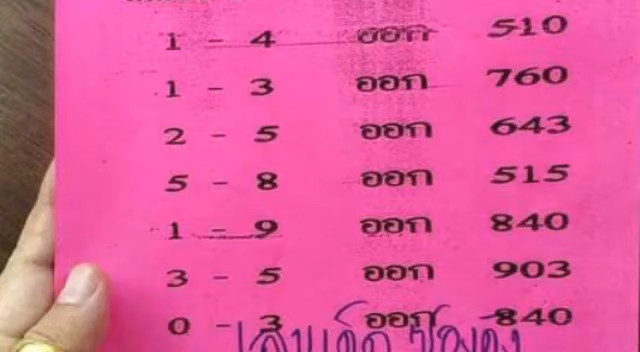 1 - 4 ออก 510
1 - 3 ออก 760
2 - 5 ออก 643
5 - 8 ออก 515
1 - 9 ออก 840
3 - 5 ออก 903
0 - 3 ออก 840